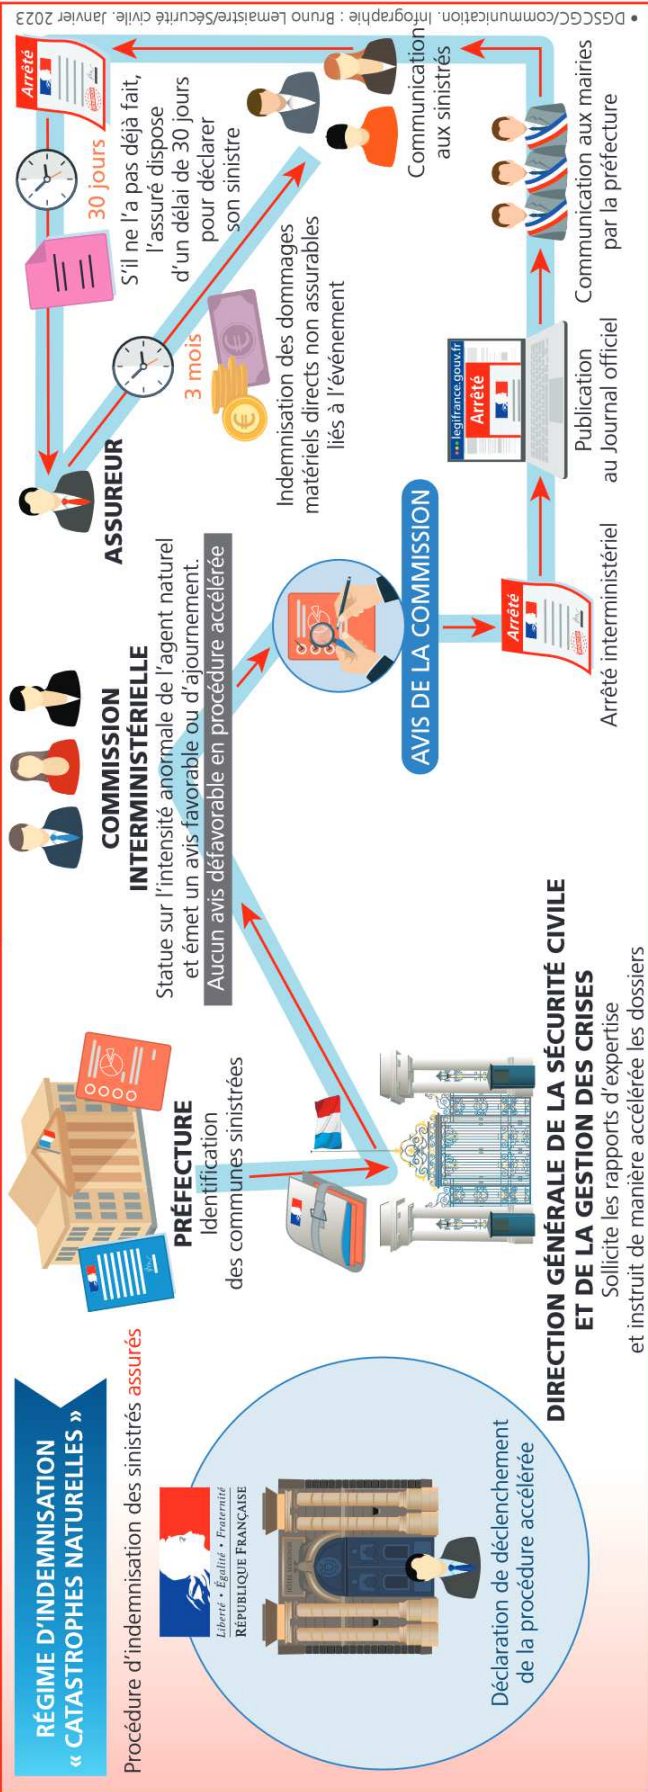 RÉGIME D'INDEMNISATION
« CATASTROPHES NATURELLES »
Procédure d'indemnisation des sinistrés assurés
Liberté • Égalité • Fraternité
RÉPUBLIQUE FRANÇAISE
Déclaration de déclenchement
de la procédure accélérée
PRÉFECTURE
Identification
des communes sinistrées
DIRECTION GÉNÉRALE DE LA SÉCURITÉ CIVILE
ET DE LA GESTION DES CRISES
Sollicite les rapports d'expertise
et instruit de manière accélérée les dossiers
COMMISSION
INTERMINISTÉRIELLE
Statue sur l'intensité anormale de l'agent naturel
et émet un avis favorable ou d'ajournement.
Aucun avis défavorable en procédure accélérée
AVIS DE LA COMMISSION
Arrêté
Arrêté interministériel
legifrance.gouv.fr
Arrêté
Publication
au Journal officiel
Communication aux mairies
par la préfecture
Communication
aux sinistrés
Arrêté
30 jours
S'il ne l'a pas déjà fait,
l'assuré dispose
d'un délai de 30 jours
pour déclarer
son sinistre
ASSUREUR
3 mois
Indemnisation des dommages
matériels directs non assurables
liés à l'événement
• DGSCGC/communication. Infographie : Bruno Lemaistre/Sécurité civile. Janvier 2023